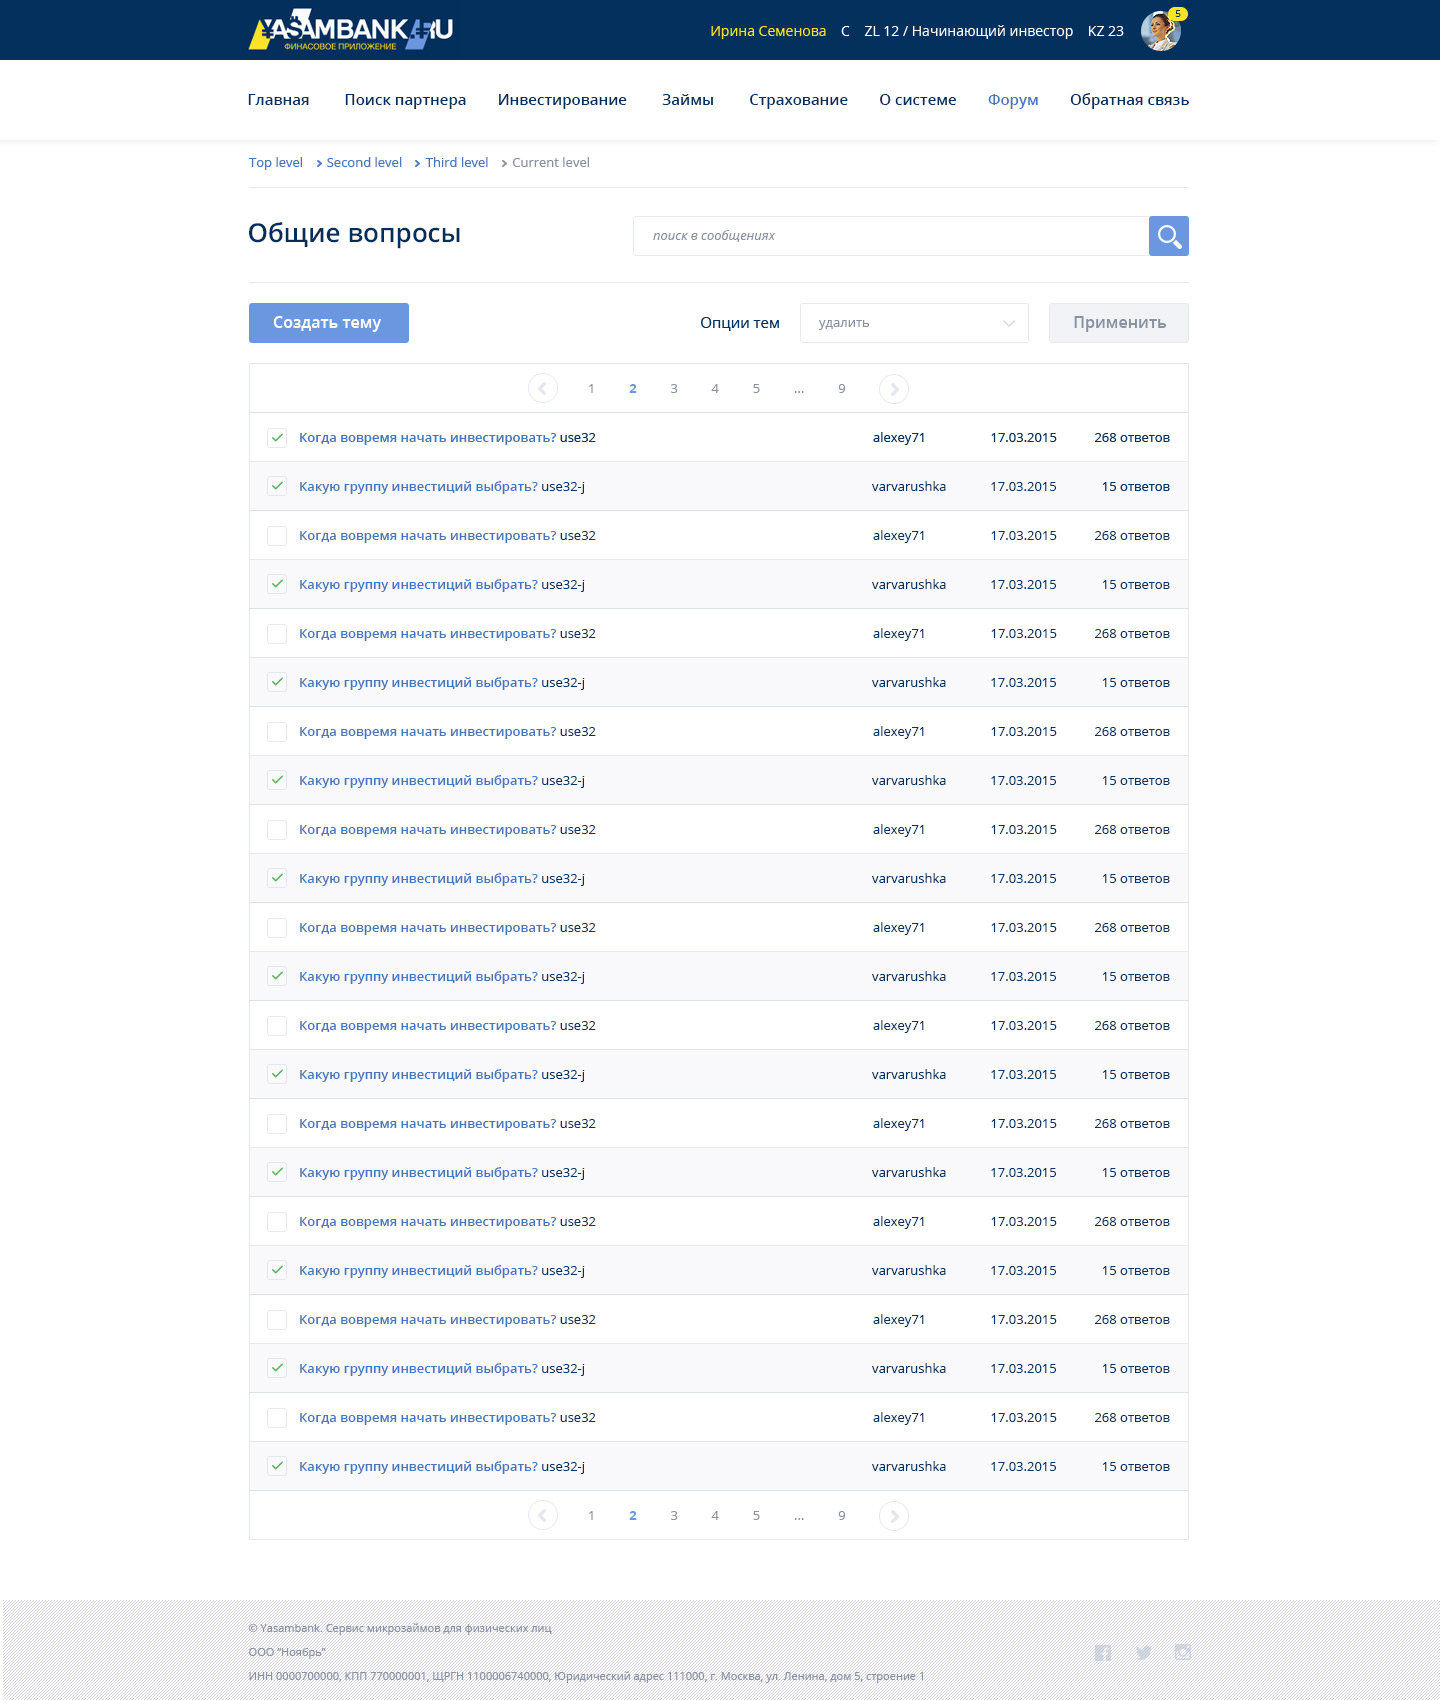 YASAMBANK.RU
ФИНАСОВОЕ ПРИЛОЖЕНИЕ
Ирина Семенова C ZL 12 / Начинающий инвестор KZ 23 5
Главная Поиск партнера Инвестирование Займы Страхование О системе Форум Обратная связь
Top level Second level Third level Current level
Общие вопросы поиск в сообщениях
Создать тему Опции тем удалить Применить
1 2 3 4 5 ... 9
Когда вовремя начать инвестировать? use32 alexey71 17.03.2015 268 ответов
Какую группу инвестиций выбрать? use32-j varvarushka 17.03.2015 15 ответов
Когда вовремя начать инвестировать? use32 alexey71 17.03.2015 268 ответов
Какую группу инвестиций выбрать? use32-j varvarushka 17.03.2015 15 ответов
Когда вовремя начать инвестировать? use32 alexey71 17.03.2015 268 ответов
Какую группу инвестиций выбрать? use32-j varvarushka 17.03.2015 15 ответов
Когда вовремя начать инвестировать? use32 alexey71 17.03.2015 268 ответов
Какую группу инвестиций выбрать? use32-j varvarushka 17.03.2015 15 ответов
Когда вовремя начать инвестировать? use32 alexey71 17.03.2015 268 ответов
Какую группу инвестиций выбрать? use32-j varvarushka 17.03.2015 15 ответов
Когда вовремя начать инвестировать? use32 alexey71 17.03.2015 268 ответов
Какую группу инвестиций выбрать? use32-j varvarushka 17.03.2015 15 ответов
Когда вовремя начать инвестировать? use32 alexey71 17.03.2015 268 ответов
Какую группу инвестиций выбрать? use32-j varvarushka 17.03.2015 15 ответов
Когда вовремя начать инвестировать? use32 alexey71 17.03.2015 268 ответов
Какую группу инвестиций выбрать? use32-j varvarushka 17.03.2015 15 ответов
Когда вовремя начать инвестировать? use32 alexey71 17.03.2015 268 ответов
Какую группу инвестиций выбрать? use32-j varvarushka 17.03.2015 15 ответов
Когда вовремя начать инвестировать? use32 alexey71 17.03.2015 268 ответов
Какую группу инвестиций выбрать? use32-j varvarushka 17.03.2015 15 ответов
Когда вовремя начать инвестировать? use32 alexey71 17.03.2015 268 ответов
Какую группу инвестиций выбрать? use32-j varvarushka 17.03.2015 15 ответов
1 2 3 4 5 ... 9
© Yasambank. Сервис микрозаймов для физических лиц
ООО “Ноябрь”
ИНН 0000700000, КПП 770000001, ЩРГН 1100006740000, Юридический адрес 111000, г. Москва, ул. Ленина, дом 5, строение 1